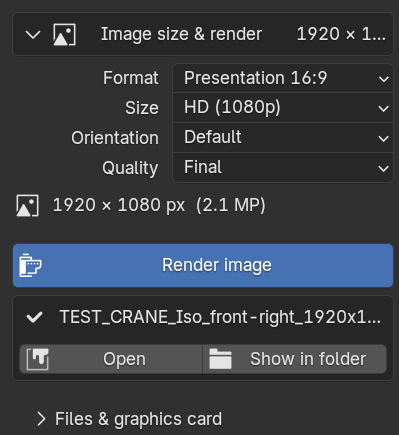 Image size & render 1920 × 1...
Format Presentation 16:9
Size HD (1080p)
Orientation Default
Quality Final
1920 × 1080 px (2.1 MP)
Render image
TEST_CRANE_Iso_front-right_1920x1...
Open Show in folder
Files & graphics card